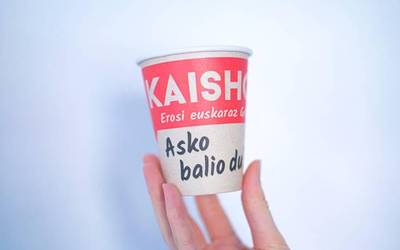 KAISHO
Erosi euskaraz G
Asko
balio du